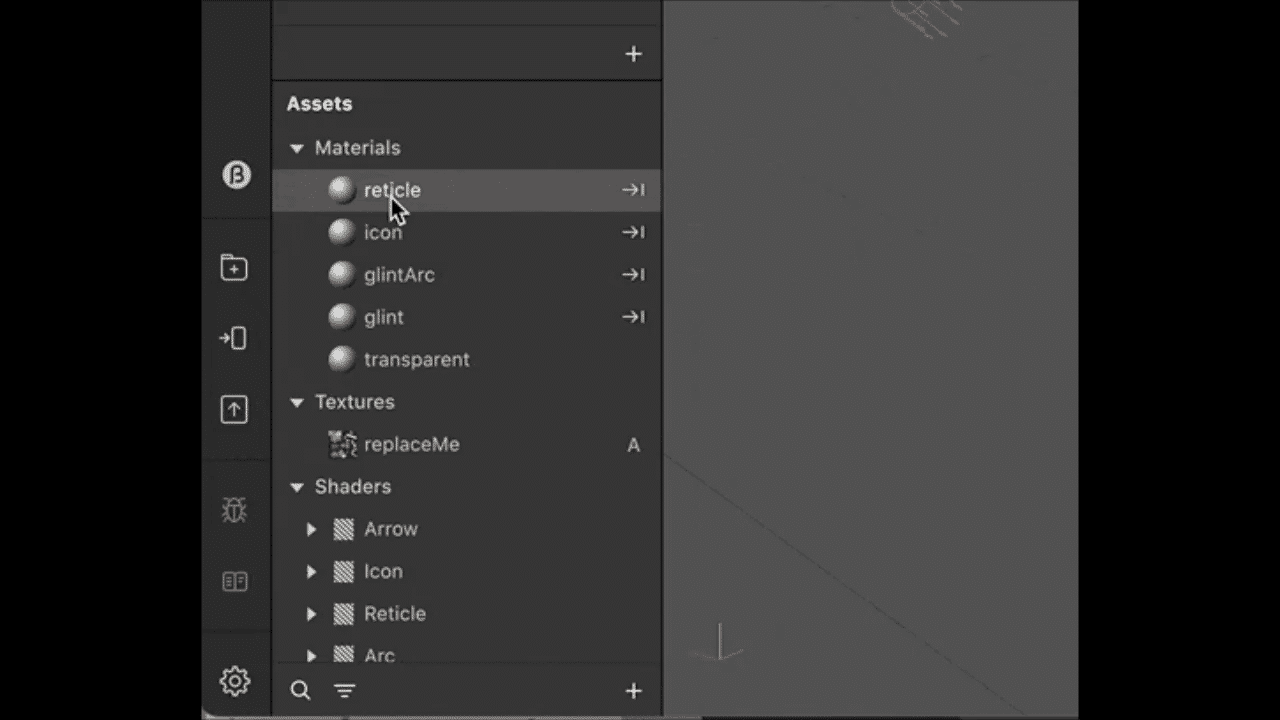 Assets
Materials
reticle
icon
glintArc
glint
transparent
Textures
replaceMe A
Shaders
Arrow
Icon
Reticle
Arc